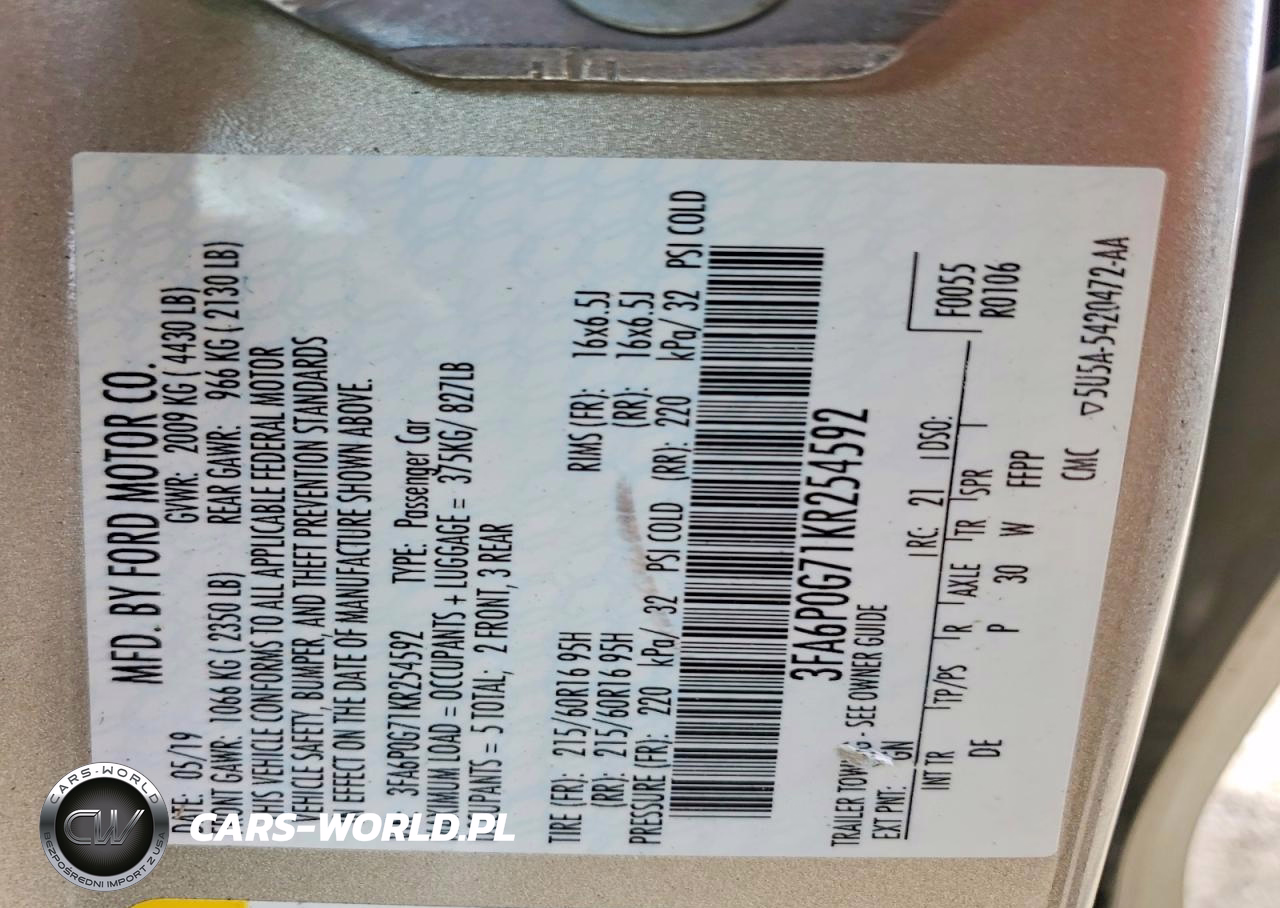 MFD. BY FORD MOTOR CO.
DATE: 05/19 GVWR: 2009 KG ( 4430 LB)
ONT GAWR: 1066 KG ( 2350 LB) REAR GAWR: 966 KG ( 2130 LB)
THIS VEHICLE CONFORMS TO ALL APPLICABLE FEDERAL MOTOR
VEHICLE SAFETY, BUMPER, AND THEFT PREVENTION STANDARDS
EFFECT ON THE DATE OF MANUFACTURE SHOWN ABOVE.
3FA6P0G71KR254592 TYPE: Passenger Car
XIMUM LOAD = OCCUPANTS + LUGGAGE = 375KG/ 827LB
CUPANTS = 5 TOTAL; 2 FRONT, 3 REAR
TIRE (FR): 215/60R16 95H RIMS (FR): 16x6.5J
(RR): 215/60R16 95H (RR): 16x6.5J
PRESSURE (FR): 220 kPa/ 32 PSI COLD (RR): 220 kPa/ 32 PSI COLD
3FA6P0G71KR254592
TRAILER TOWING - SEE OWNER GUIDE
EXT PNT: GN RC: 21 DSO:
INT TR TP/PS R AXLE TR SPR
DE P 30 W FFPP
F0055
R0106
CMC ▽5U5A-5420472-AA
CARS-WORLD
CW
BEZPOŚREDNI IMPORT Z USA
CARS-WORLD.PL